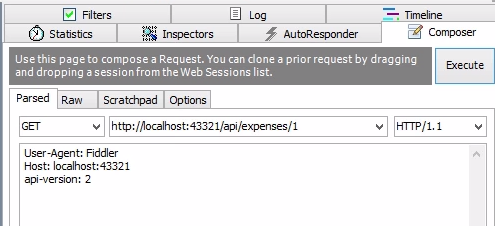 Filters Log Timeline
Statistics Inspectors AutoResponder Composer
Use this page to compose a Request. You can clone a prior request by dragging
and dropping a session from the Web Sessions list.
Execute
Parsed Raw Scratchpad Options
GET http://localhost:43321/api/expenses/1 HTTP/1.1
User-Agent: Fiddler
Host: localhost:43321
api-version: 2